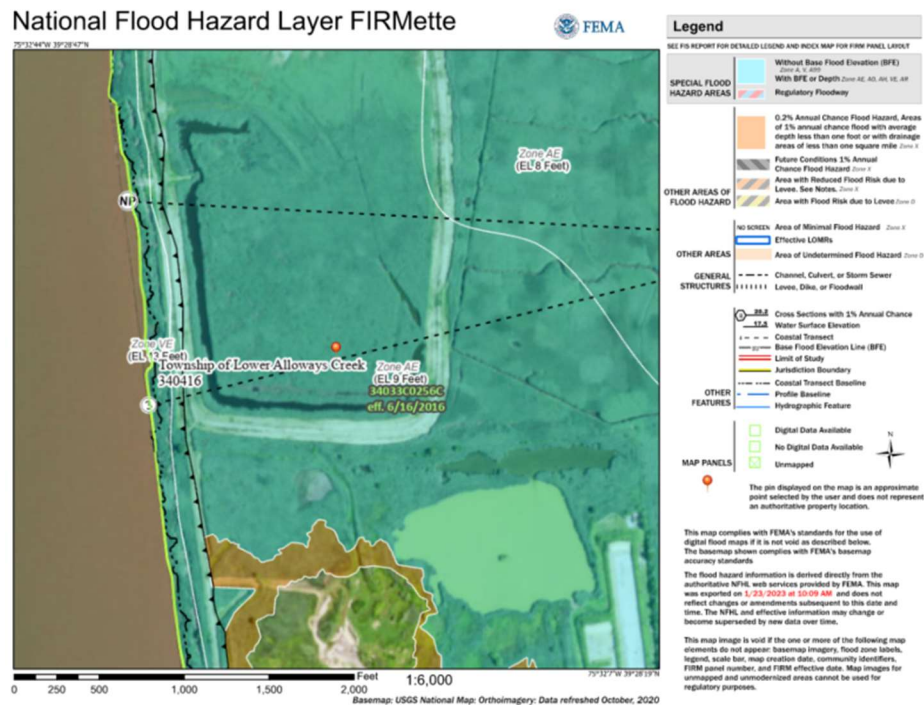 National Flood Hazard Layer FIRMette
FEMA
75°32'44"W 39°28'47"N
Zone AE
(EL 8 Feet)
NP
Zone VE
(EL 13 Feet)
Township of Lower Alloways Creek
340416
Zone AE
(EL 9 Feet)
34033C0256C
eff. 6/16/2016
3
75°32'7"W 39°28'19"N
Feet
0 250 500 1,000 1,500 2,000
1:6,000
Basemap: USGS National Map: Orthoimagery: Data refreshed October, 2020
Legend
SEE FIS REPORT FOR DETAILED LEGEND AND INDEX MAP FOR FIRM PANEL LAYOUT
SPECIAL FLOOD HAZARD AREAS
Without Base Flood Elevation (BFE)
Zone A, V, A99
With BFE or Depth Zone AE, AO, AH, VE, AR
Regulatory Floodway
OTHER AREAS OF FLOOD HAZARD
0.2% Annual Chance Flood Hazard, Areas
of 1% annual chance flood with average
depth less than one foot or with drainage
areas of less than one square mile Zone X
Future Conditions 1% Annual
Chance Flood Hazard Zone X
Area with Reduced Flood Risk due to
Levee. See Notes. Zone X
Area with Flood Risk due to Levee Zone D
OTHER AREAS
NO SCREEN Area of Minimal Flood Hazard Zone X
Effective LOMRs
Area of Undetermined Flood Hazard Zone D
GENERAL STRUCTURES
Channel, Culvert, or Storm Sewer
Levee, Dike, or Floodwall
OTHER FEATURES
20.2 Cross Sections with 1% Annual Chance
17.5 Water Surface Elevation
Coastal Transect
Base Flood Elevation Line (BFE)
Limit of Study
Jurisdiction Boundary
Coastal Transect Baseline
Profile Baseline
Hydrographic Feature
MAP PANELS
Digital Data Available
No Digital Data Available
Unmapped
N
The pin displayed on the map is an approximate
point selected by the user and does not represent
an authoritative property location.
This map complies with FEMA's standards for the use of
digital flood maps if it is not void as described below.
The basemap shown complies with FEMA's basemap
accuracy standards
The flood hazard information is derived directly from the
authoritative NFHL web services provided by FEMA. This map
was exported on 1/23/2023 at 10:09 AM and does not
reflect changes or amendments subsequent to this date and
time. The NFHL and effective information may change or
become superseded by new data over time.
This map image is void if the one or more of the following map
elements do not appear: basemap imagery, flood zone labels,
legend, scale bar, map creation date, community identifiers,
FIRM panel number, and FIRM effective date. Map images for
unmapped and unmodernized areas cannot be used for
regulatory purposes.